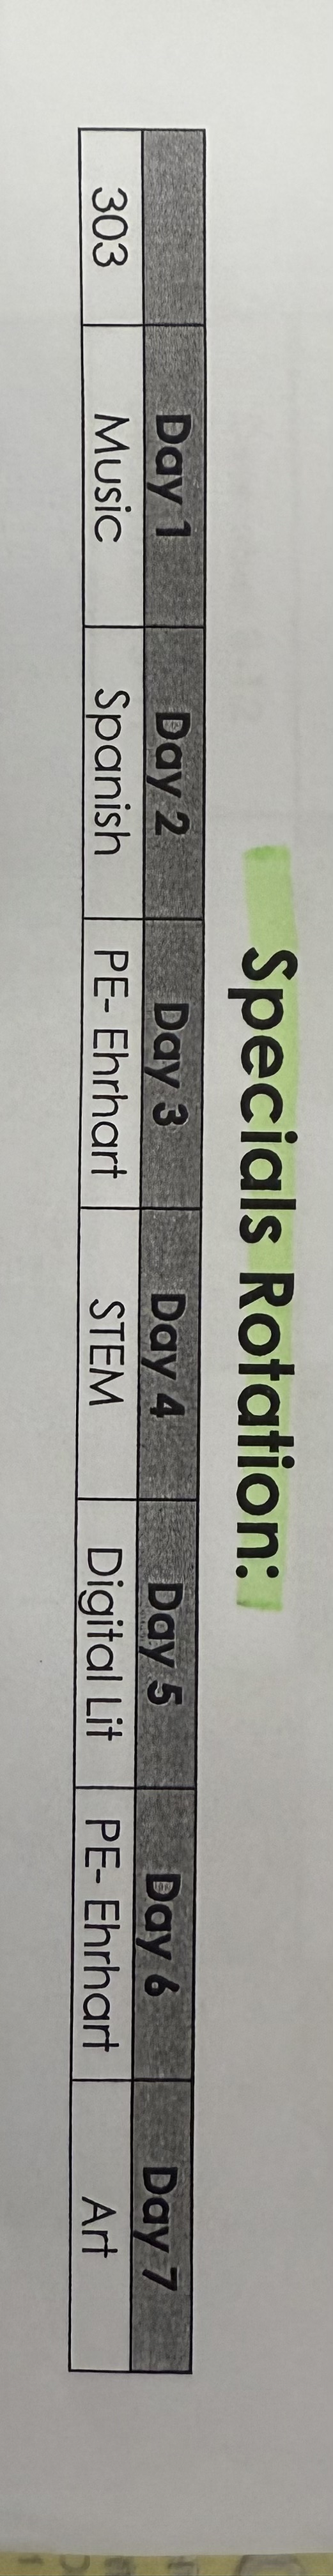 Specials Rotation:
Day 1 Day 2 Day 3 Day 4 Day 5 Day 6 Day 7
303 Music Spanish PE- Ehrhart STEM Digital Lit PE- Ehrhart Art